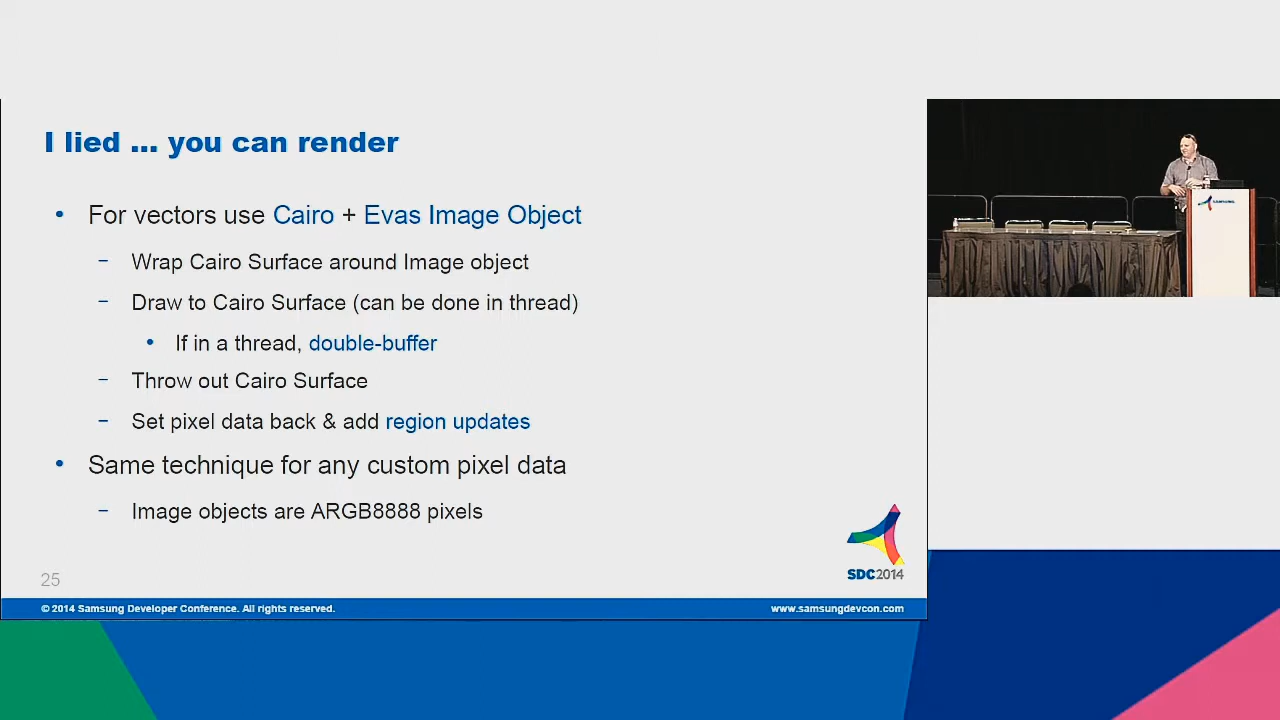 I lied ... you can render
• For vectors use Cairo + Evas Image Object
− Wrap Cairo Surface around Image object
− Draw to Cairo Surface (can be done in thread)
• If in a thread, double-buffer
− Throw out Cairo Surface
− Set pixel data back & add region updates
• Same technique for any custom pixel data
− Image objects are ARGB8888 pixels
SDC2014
25
© 2014 Samsung Developer Conference. All rights reserved.
www.samsungdevcon.com
SAMSUNG